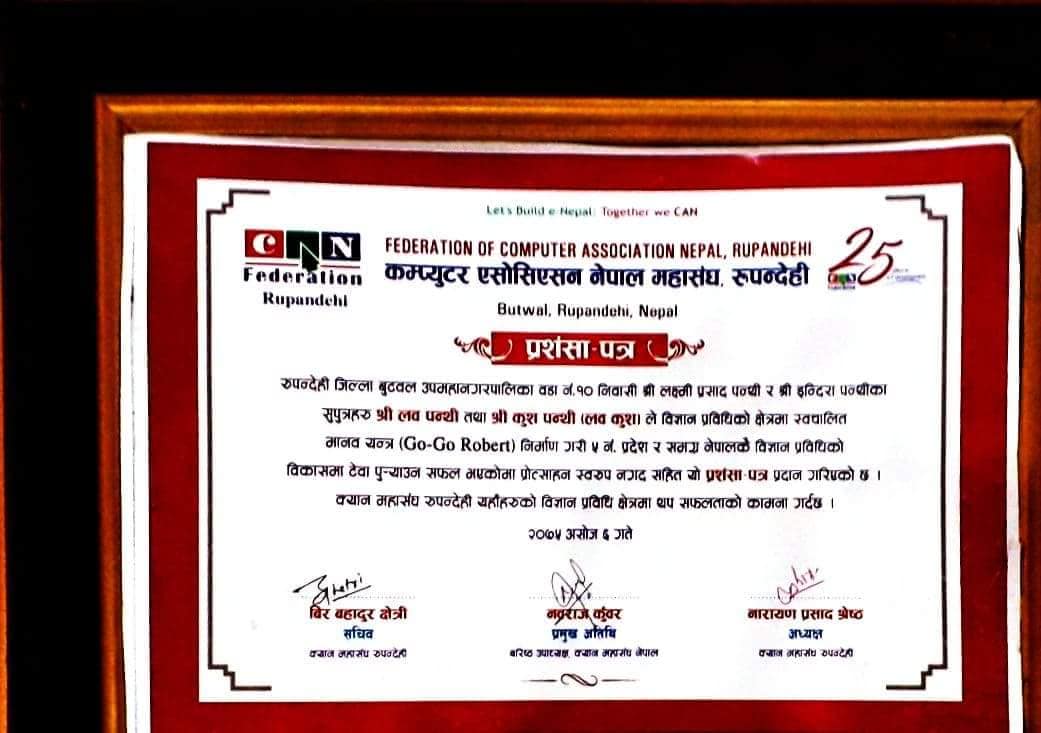 Let's Build e-Nepal: Together we CAN
CAN
Federation
Rupandehi
FEDERATION OF COMPUTER ASSOCIATION NEPAL, RUPANDEHI
कम्प्युटर एसोसिएसन नेपाल महासंघ, रुपन्देही
25
Butwal, Rupandehi, Nepal
प्रशंसा-पत्र
रुपन्देही जिल्ला बुटवल उपमहानगरपालिका वडा नं.१० निवासी श्री लक्ष्मी प्रसाद पन्थी र श्री इन्दिरा पन्थीका
सुपुत्रहरु श्री लव पन्थी तथा श्री कुश पन्थी (लव कुश) ले विज्ञान प्रविधिको क्षेत्रमा स्वचालित
मानव यन्त्र (Go-Go Robert) निर्माण गरी ५ नं. प्रदेश र समग्र नेपालकै विज्ञान प्रविधिको
विकासमा टेवा पुऱ्याउन सफल भएकोमा प्रोत्साहन स्वरुप नगद सहित यो प्रशंसा-पत्र प्रदान गरिएको छ ।
क्यान महासंघ रुपन्देही यहाँहरुको विज्ञान प्रविधि क्षेत्रमा थप सफलताको कामना गर्दछ ।
२०७५ असोज ६ गते
बिर बहादुर क्षेत्री
सचिव
क्यान महासंघ रुपन्देही
नवराज कुँवर
प्रमुख अतिथि
बरिष्ठ उपाध्यक्ष, क्यान महासंघ नेपाल
नारायण प्रसाद श्रेष्ठ
अध्यक्ष
क्यान महासंघ रुपन्देही